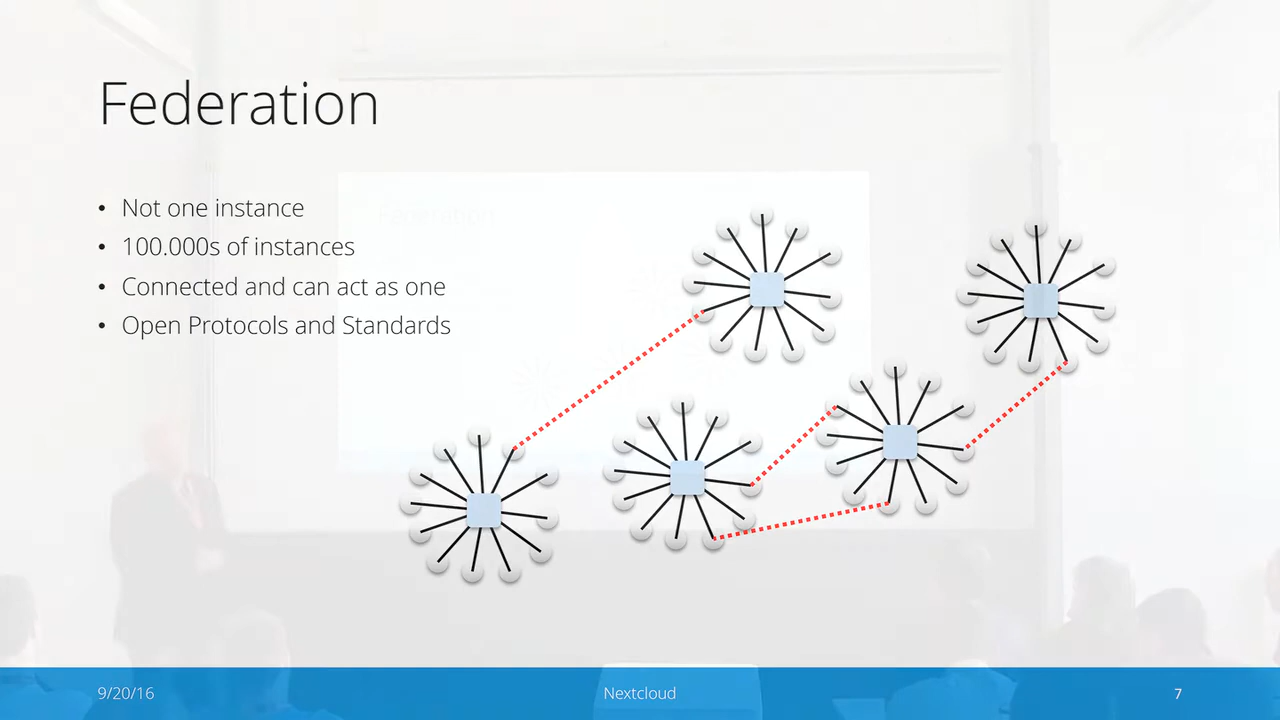 Federation
• Not one instance
• 100.000s of instances
• Connected and can act as one
• Open Protocols and Standards
9/20/16
Nextcloud
7